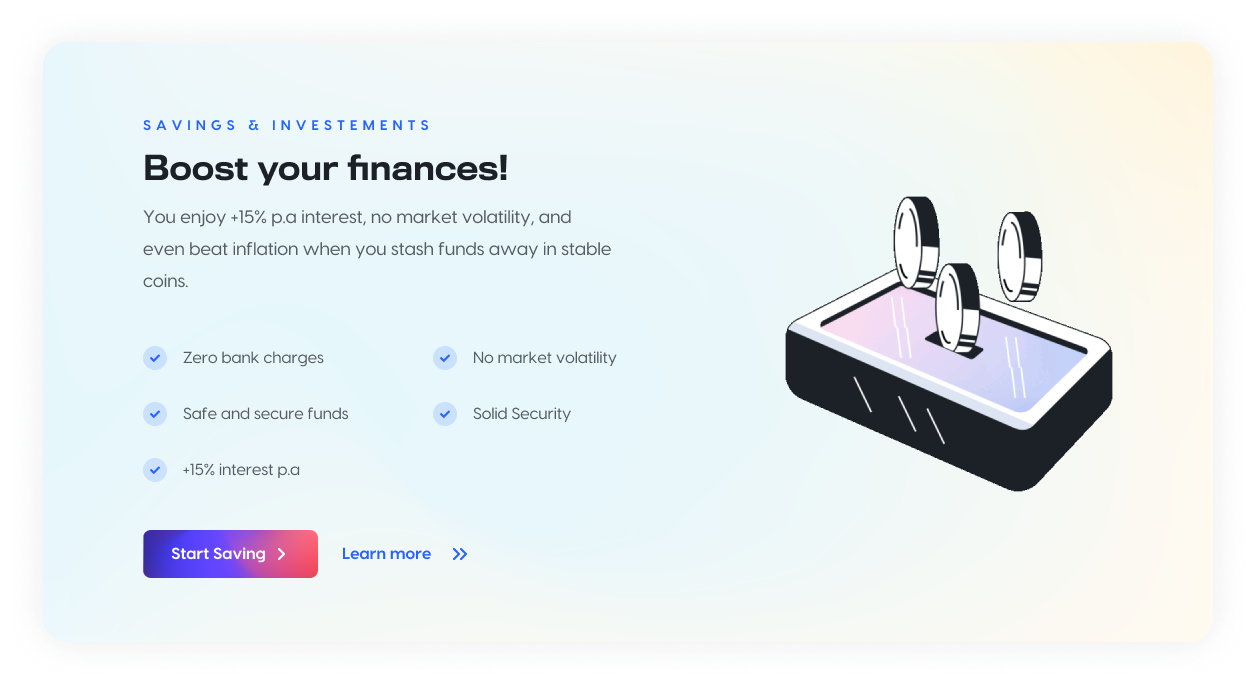 SAVINGS & INVESTEMENTS
Boost your finances!
You enjoy +15% p.a interest, no market volatility, and
even beat inflation when you stash funds away in stable
coins.
Zero bank charges
No market volatility
Safe and secure funds
Solid Security
+15% interest p.a
Start Saving
Learn more